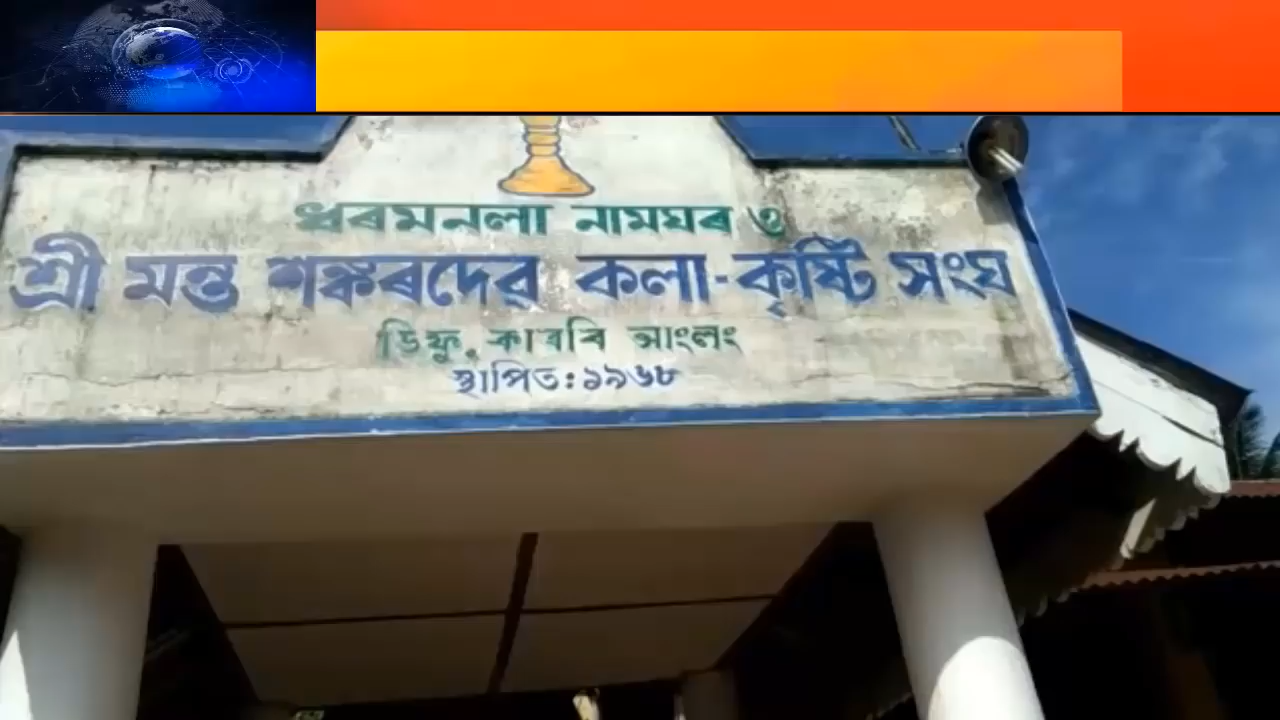 ধৰমনলা নামঘৰ ও
শ্ৰী মন্ত শঙ্কৰদেৱ কলা-কৃষ্টি সংঘ
ডিফু, কাৰবি আংলং
স্থাপিত:১৯৬৮